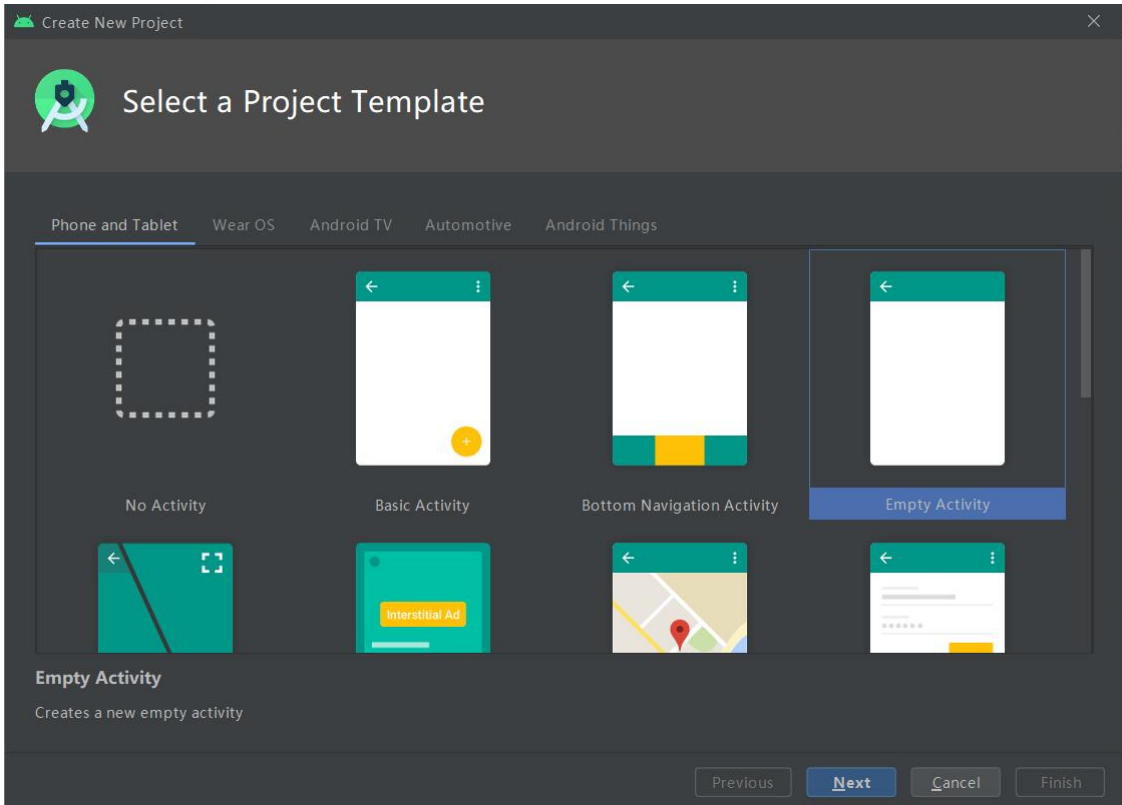 Create New Project
Select a Project Template
Phone and Tablet Wear OS Android TV Automotive Android Things
No Activity Basic Activity Bottom Navigation Activity Empty Activity
Interstitial Ad
Empty Activity
Creates a new empty activity
Previous Next Cancel Finish